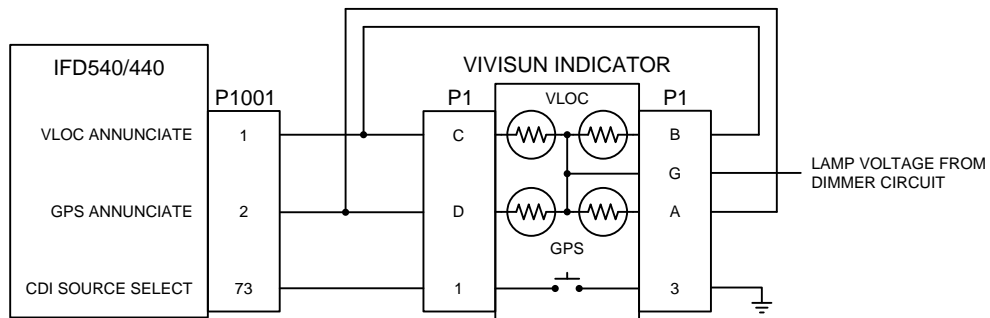 IFD540/440
VIVISUN INDICATOR
P1001
P1
VLOC
P1
VLOC ANNUNCIATE
1
C
B
G
LAMP VOLTAGE FROM
DIMMER CIRCUIT
GPS ANNUNCIATE
2
D
A
GPS
CDI SOURCE SELECT
73
1
3